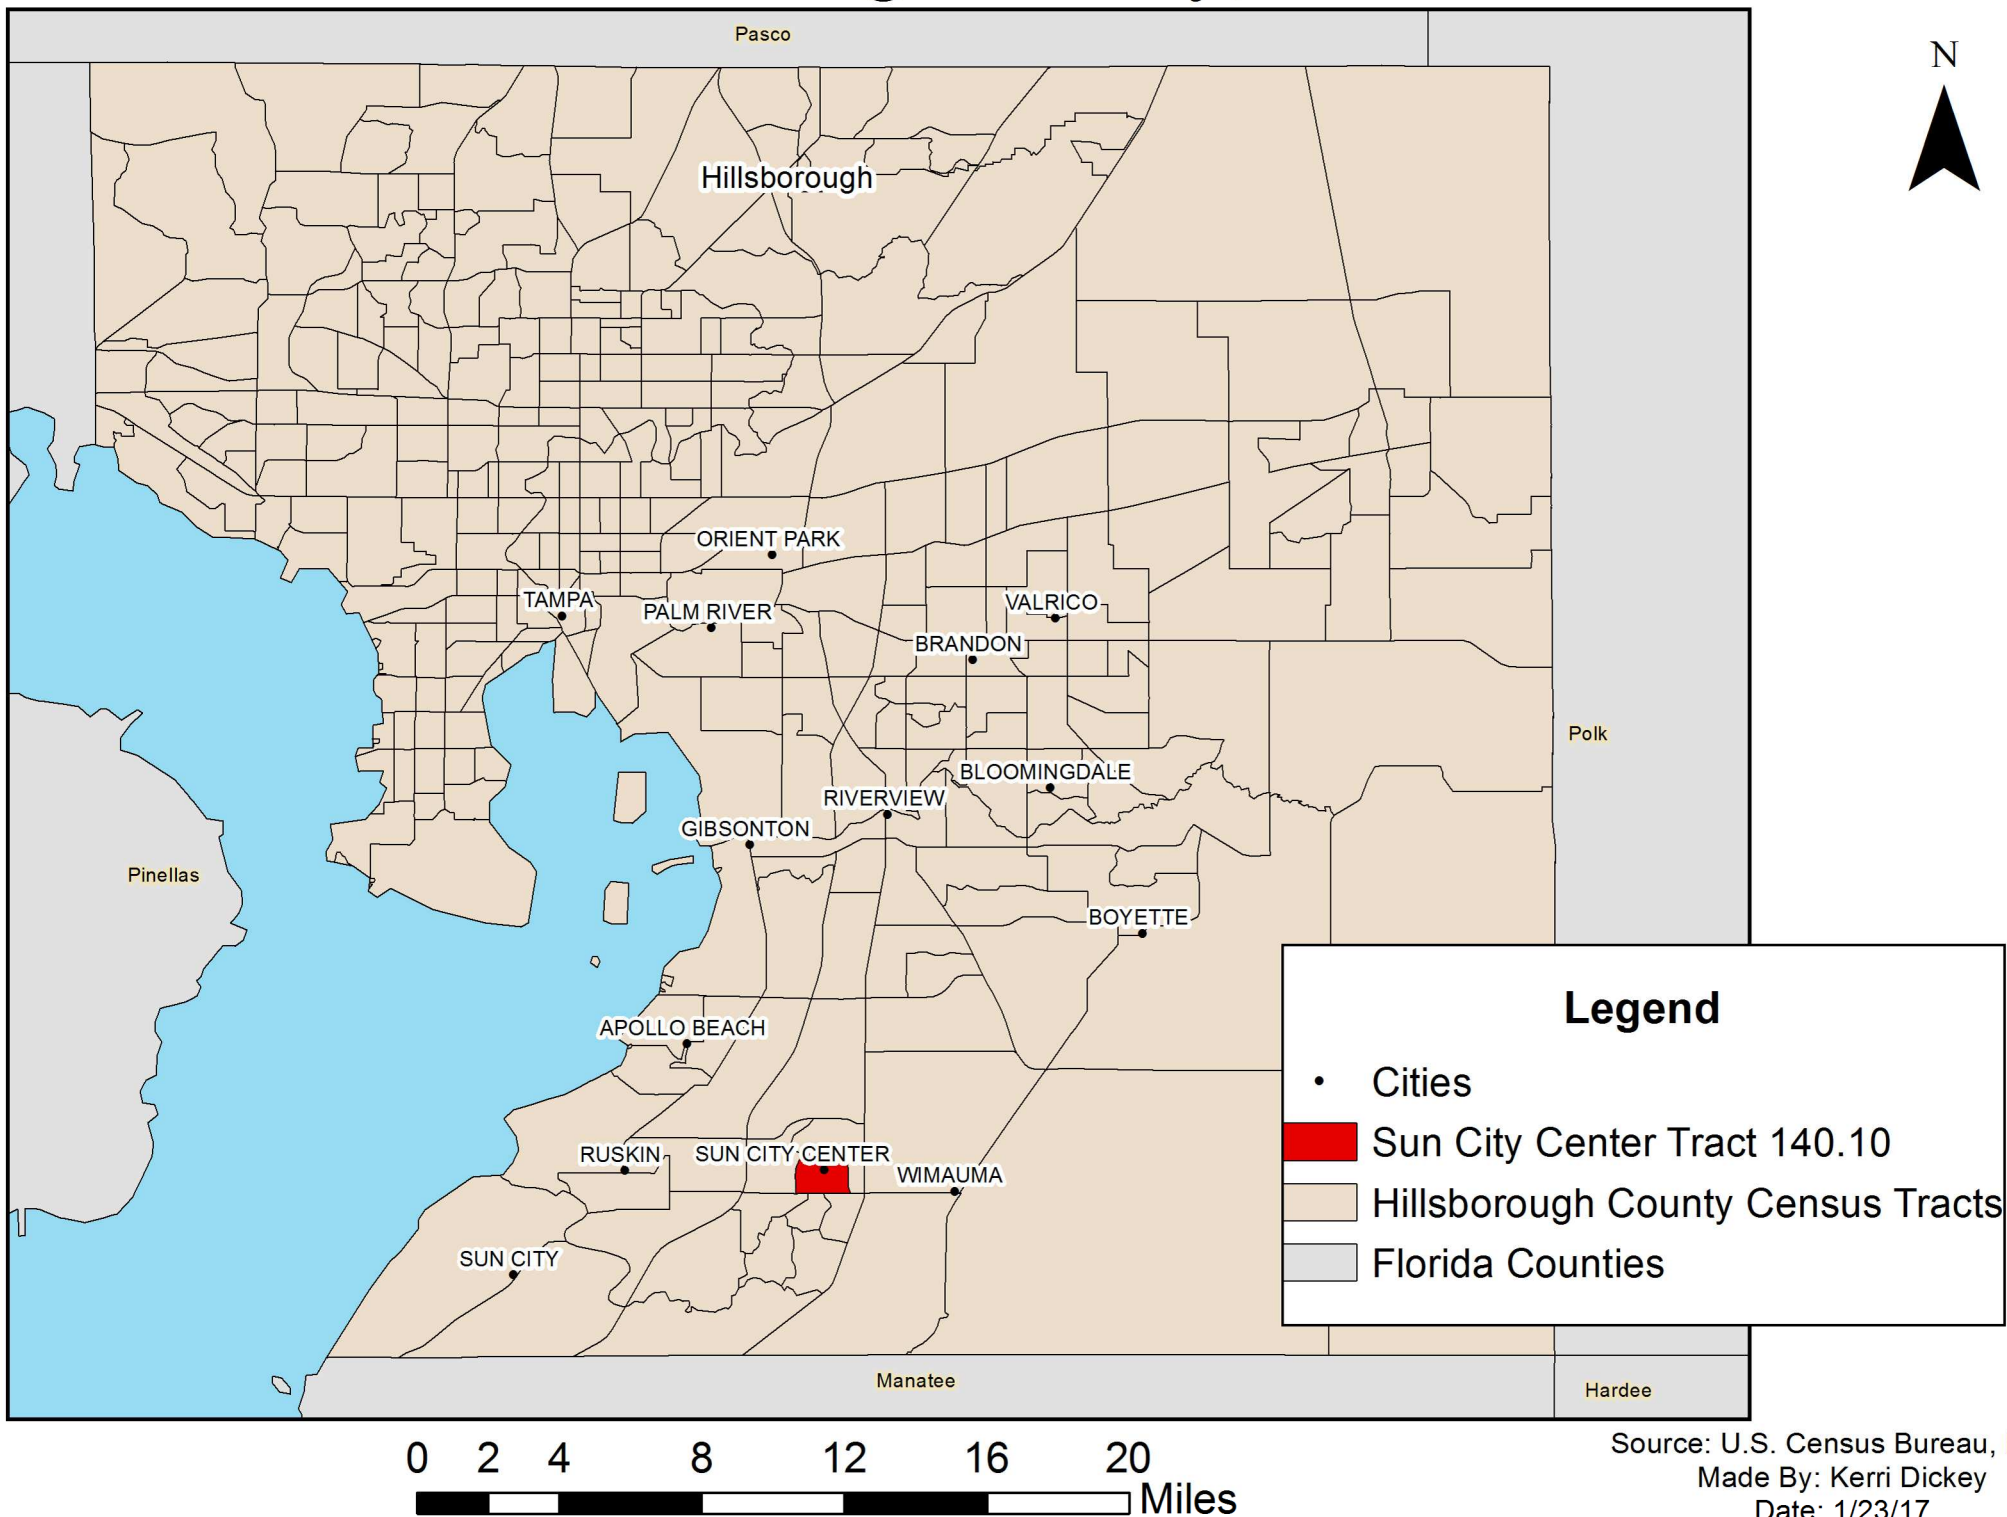 Pasco
N
Hillsborough
ORIENT PARK
TAMPA
PALM RIVER
VALRICO
BRANDON
Polk
BLOOMINGDALE
RIVERVIEW
GIBSONTON
Pinellas
BOYETTE
Legend
APOLLO BEACH
Cities
Sun City Center Tract 140.10
RUSKIN
SUN CITY CENTER
WIMAUMA
Hillsborough County Census Tracts
SUN CITY
Florida Counties
Manatee
Hardee
0 2 4 8 12 16 20
Miles
Source: U.S. Census Bureau,
Made By: Kerri Dickey
Date: 1/23/17